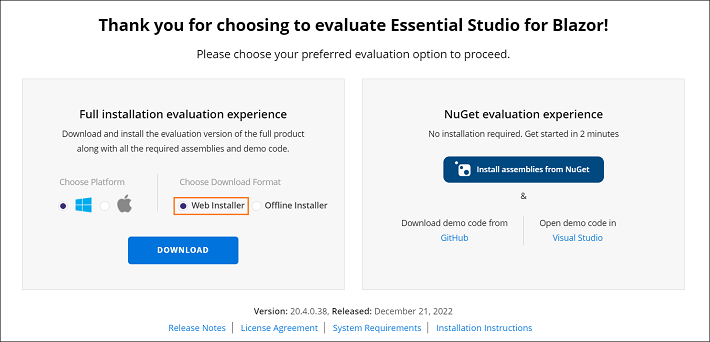 Thank you for choosing to evaluate Essential Studio for Blazor!
Please choose your preferred evaluation option to proceed.
Full installation evaluation experience
Download and install the evaluation version of the full product
along with all the required assemblies and demo code.
Choose Platform
Choose Download Format
Web Installer
Offline Installer
DOWNLOAD
NuGet evaluation experience
No installation required. Get started in 2 minutes
Install assemblies from NuGet
&
Download demo code from
GitHub
Open demo code in
Visual Studio
Version: 20.4.0.38, Released: December 21, 2022
Release Notes | License Agreement | System Requirements | Installation Instructions